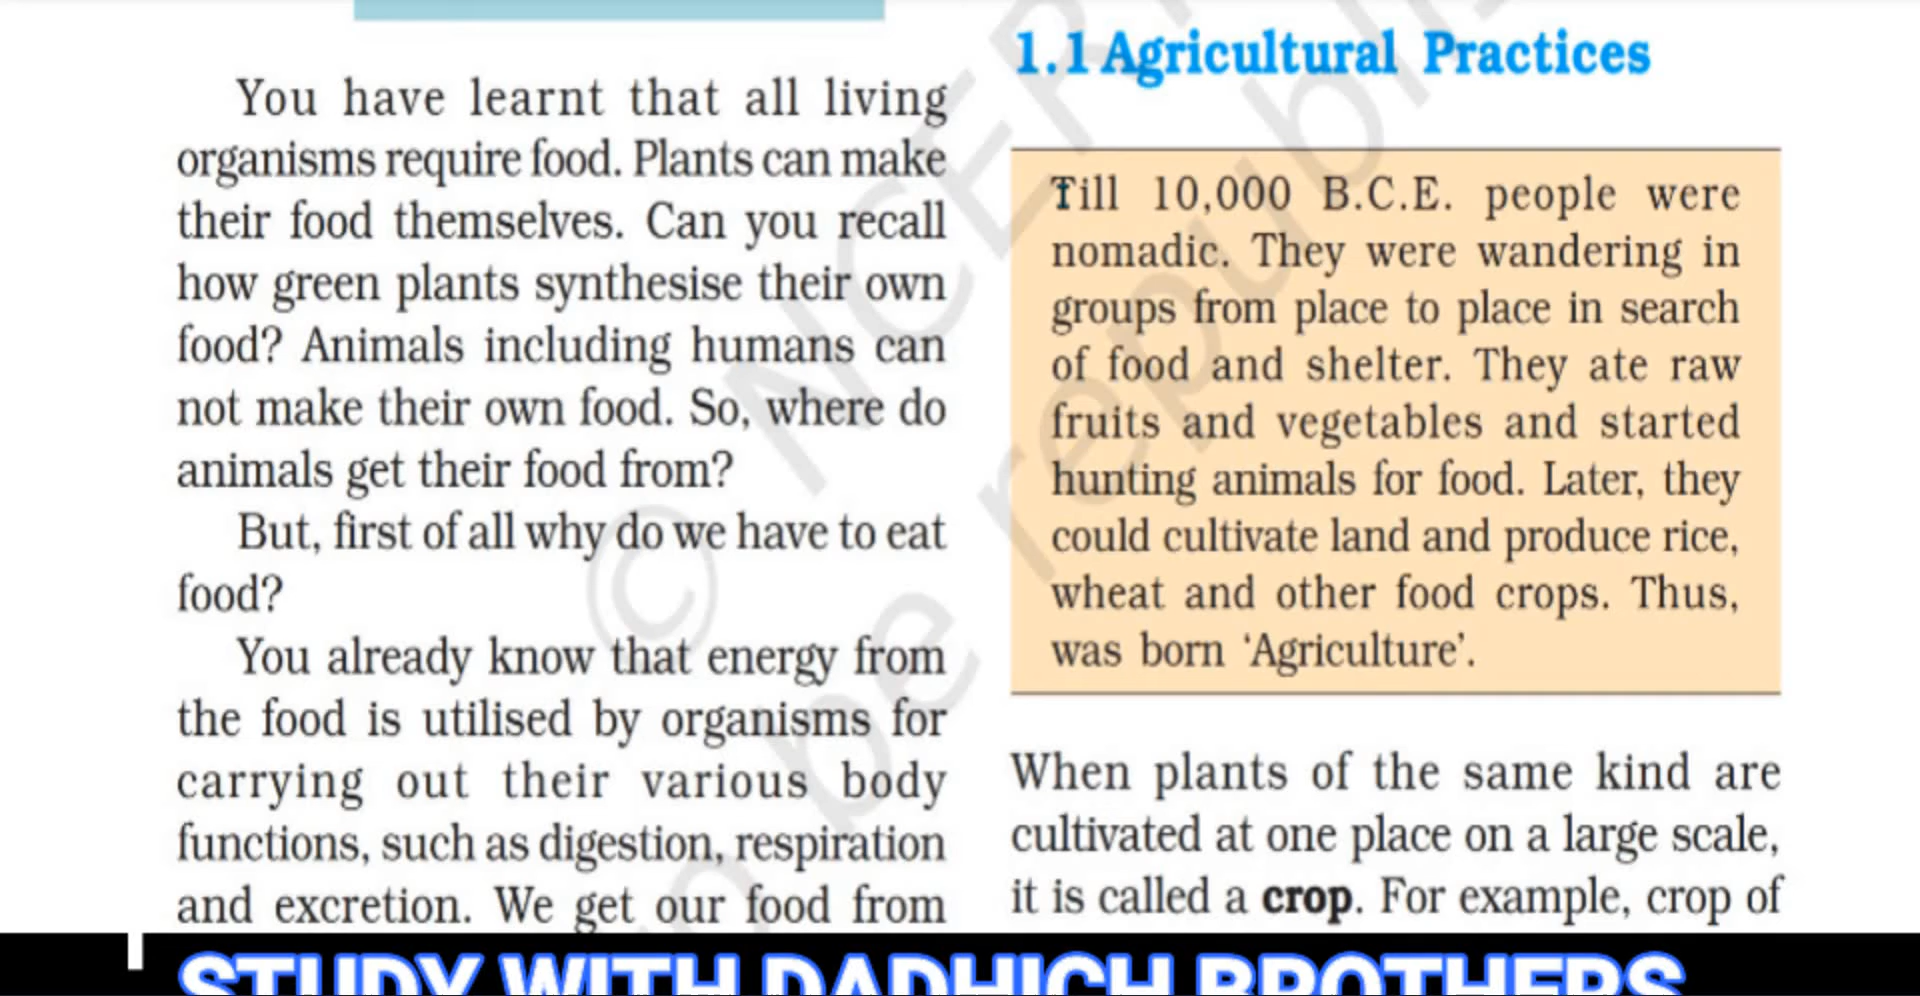 You have learnt that all living
organisms require food. Plants can make
their food themselves. Can you recall
how green plants synthesise their own
food? Animals including humans can
not make their own food. So, where do
animals get their food from?
But, first of all why do we have to eat
food?
You already know that energy from
the food is utilised by organisms for
carrying out their various body
functions, such as digestion, respiration
and excretion. We get our food from
1.1 Agricultural Practices
Till 10,000 B.C.E. people were
nomadic. They were wandering in
groups from place to place in search
of food and shelter. They ate raw
fruits and vegetables and started
hunting animals for food. Later, they
could cultivate land and produce rice,
wheat and other food crops. Thus,
was born ‘Agriculture’.
When plants of the same kind are
cultivated at one place on a large scale,
it is called a crop. For example, crop of
© NCER
be republi
STUDY WITH DADHICH BROTHERS